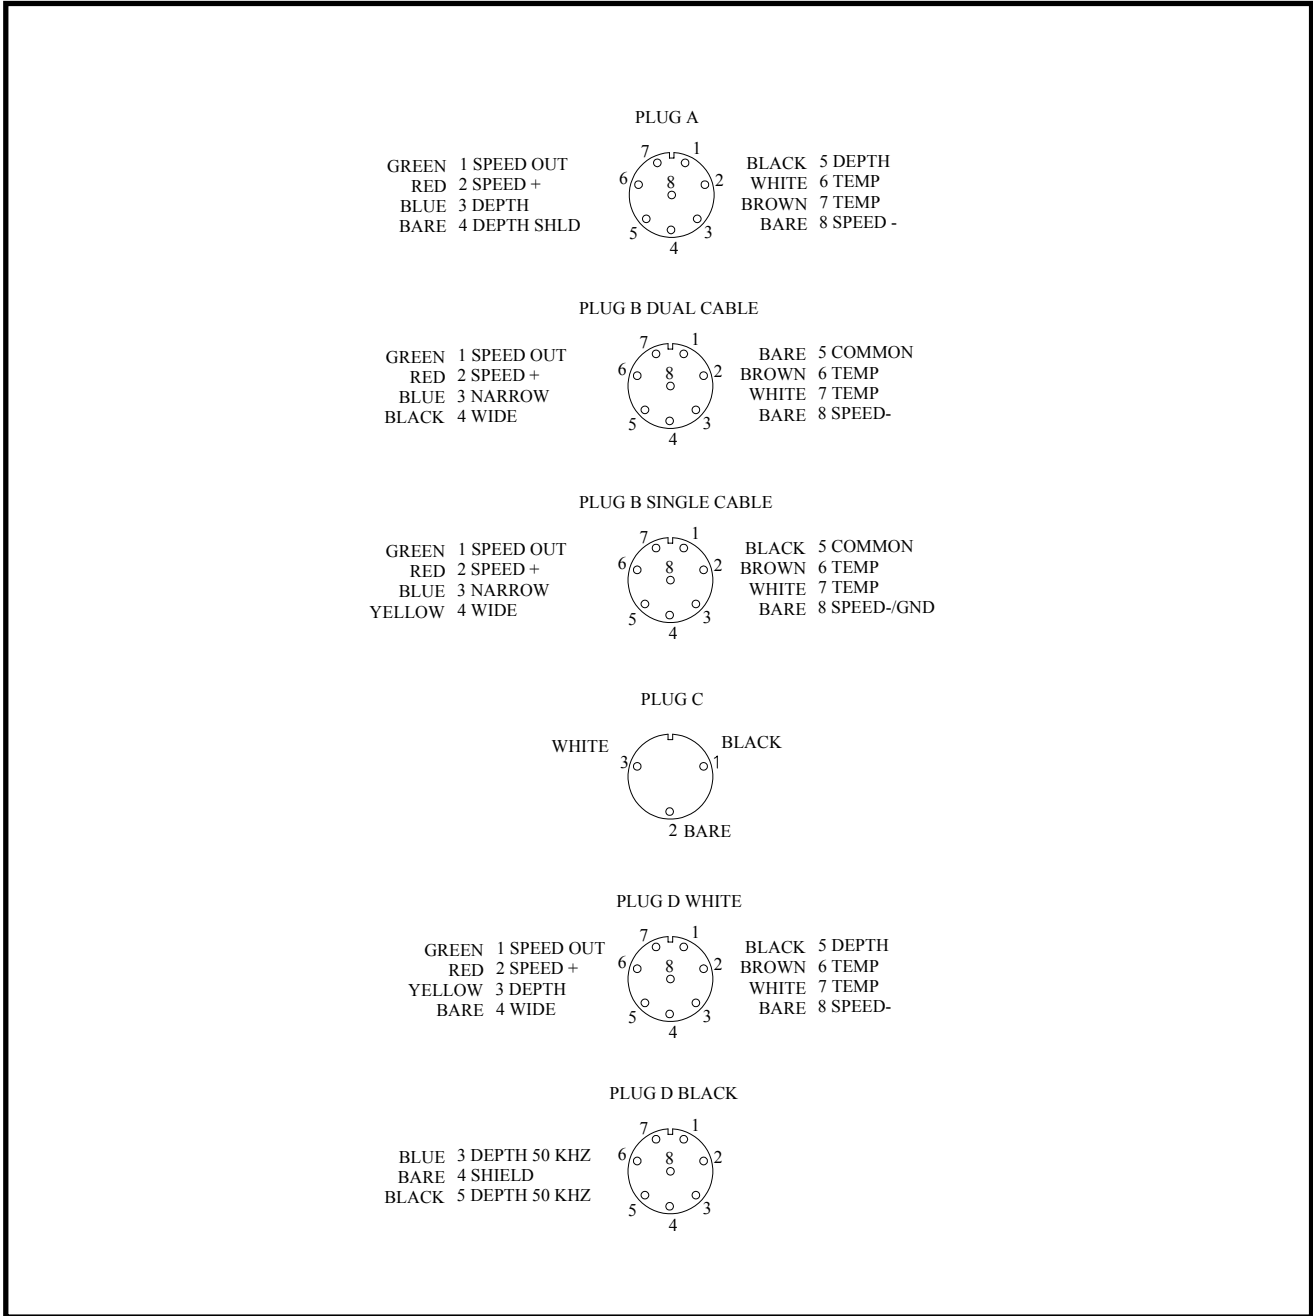 PLUG A
GREEN 1 SPEED OUT
RED 2 SPEED +
BLUE 3 DEPTH
BARE 4 DEPTH SHLD
7 1
6 8 2
5 3
4
BLACK 5 DEPTH
WHITE 6 TEMP
BROWN 7 TEMP
BARE 8 SPEED -
PLUG B DUAL CABLE
GREEN 1 SPEED OUT
RED 2 SPEED +
BLUE 3 NARROW
BLACK 4 WIDE
7 1
6 8 2
5 3
4
BARE 5 COMMON
BROWN 6 TEMP
WHITE 7 TEMP
BARE 8 SPEED-
PLUG B SINGLE CABLE
GREEN 1 SPEED OUT
RED 2 SPEED +
BLUE 3 NARROW
YELLOW 4 WIDE
7 1
6 8 2
5 3
4
BLACK 5 COMMON
BROWN 6 TEMP
WHITE 7 TEMP
BARE 8 SPEED-/GND
PLUG C
WHITE BLACK
3 1
2 BARE
PLUG D WHITE
GREEN 1 SPEED OUT
RED 2 SPEED +
YELLOW 3 DEPTH
BARE 4 WIDE
7 1
6 8 2
5 3
4
BLACK 5 DEPTH
BROWN 6 TEMP
WHITE 7 TEMP
BARE 8 SPEED-
PLUG D BLACK
BLUE 3 DEPTH 50 KHZ
BARE 4 SHIELD
BLACK 5 DEPTH 50 KHZ
7 1
6 8 2
5 3
4